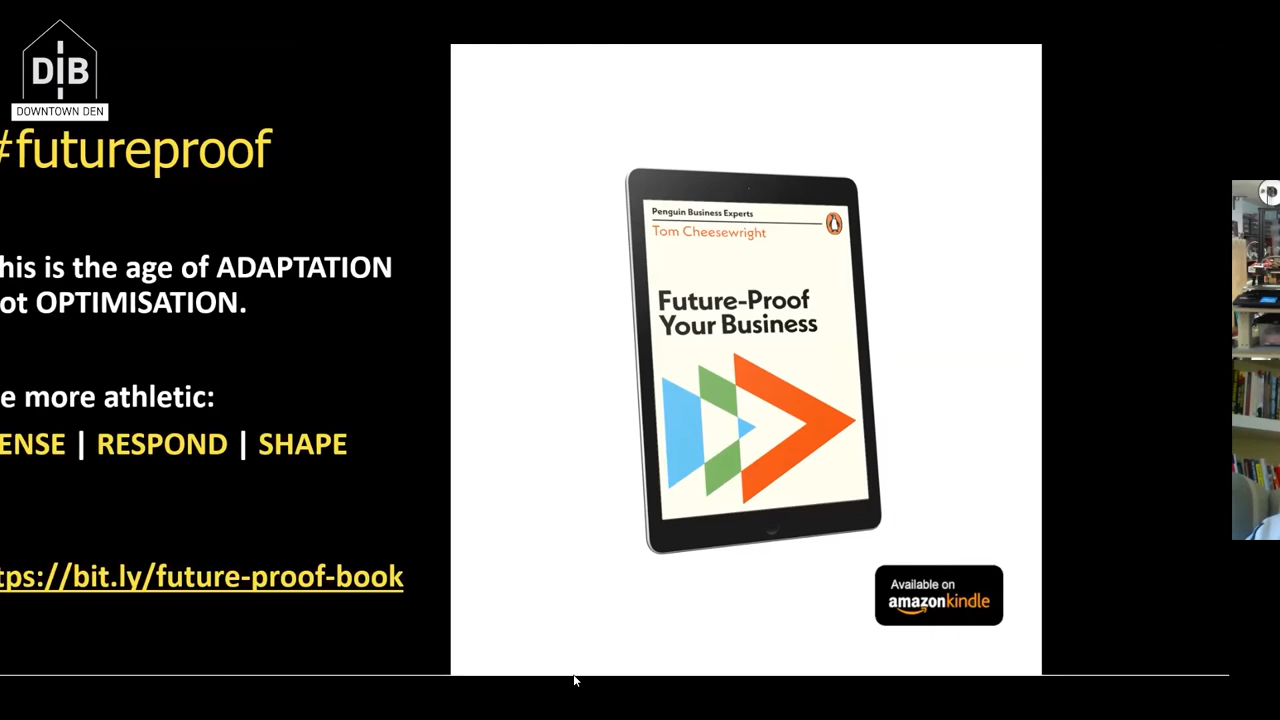 DIB
DOWNTOWN DEN
#futureproof
his is the age of ADAPTATION
ot OPTIMISATION.
e more athletic:
ENSE | RESPOND | SHAPE
tps://bit.ly/future-proof-book
Penguin Business Experts
Tom Cheesewright
Future-Proof
Your Business
Available on
amazonkindle